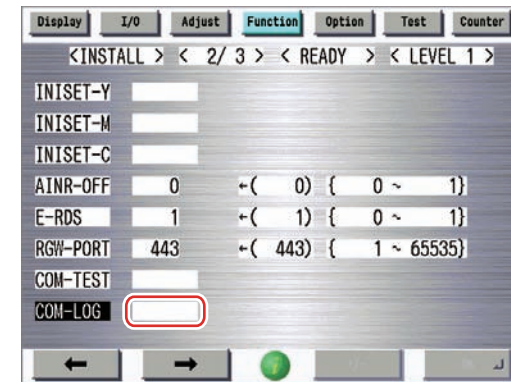 Display I/O Adjust Function Option Test Counter
<INSTALL > < 2/ 3 > < READY > < LEVEL 1 >
INISET-Y
INISET-M
INISET-C
AINR-OFF 0 ←( 0) { 0 ~ 1}
E-RDS 1 ←( 1) { 0 ~ 1}
RGW-PORT 443 ←( 443) { 1 ~ 65535}
COM-TEST
COM-LOG